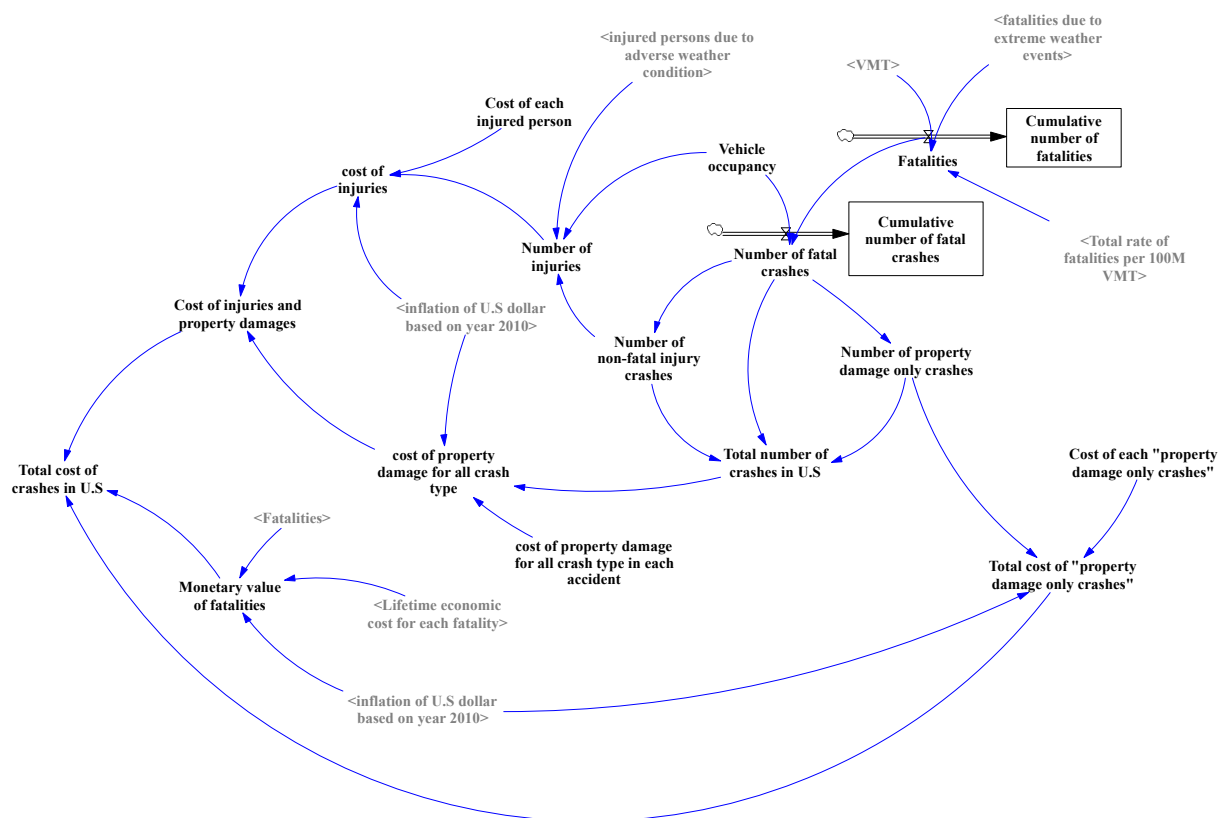 <fatalities due to
extreme weather
events>
<injured persons due to
adverse weather
condition>
<VMT>
Cost of each
injured person
Cumulative
number of
fatalities
Vehicle
occupancy
Fatalities
cost of
injuries
Cumulative
number of fatal
crashes
Number of
injuries
Number of fatal
crashes
<Total rate of
fatalities per 100M
VMT>
Cost of injuries and
property damages
<inflation of U.S dollar
based on year 2010>
Number of
non-fatal injury
crashes
Number of property
damage only crashes
Total cost of
crashes in U.S
cost of property
damage for all crash
type
Total number of
crashes in U.S
Cost of each "property
damage only crashes"
<Fatalities>
cost of property damage
for all crash type in each
accident
Monetary value
of fatalities
<Lifetime economic
cost for each fatality>
Total cost of "property
damage only crashes"
<inflation of U.S dollar
based on year 2010>